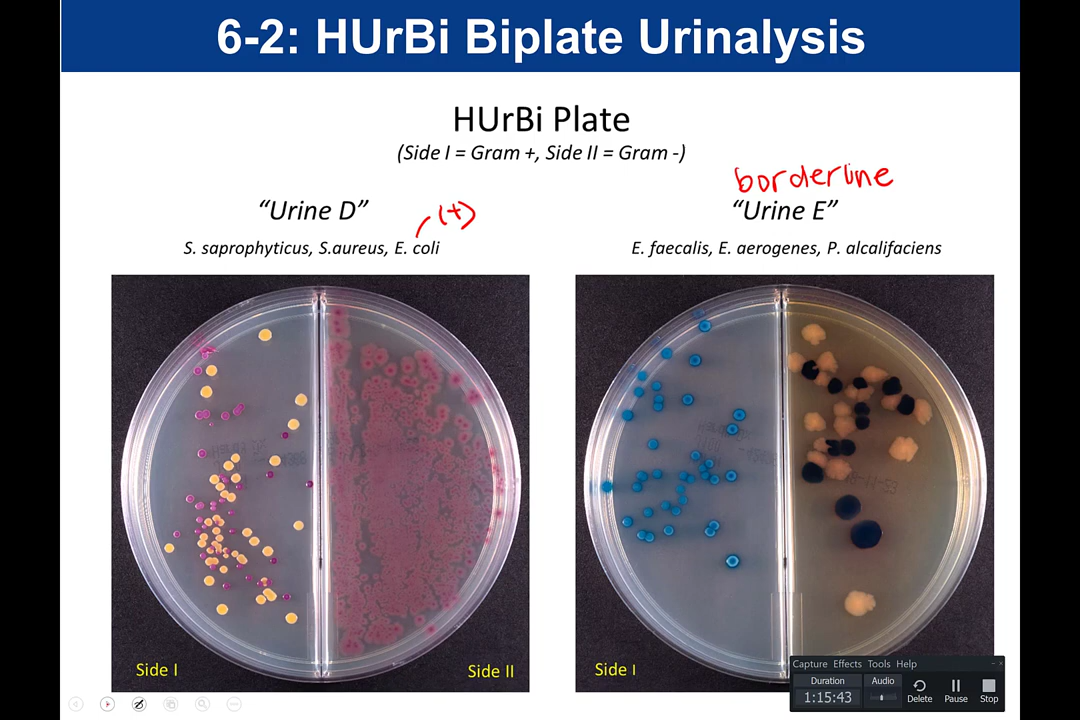 6-2: HUrBi Biplate Urinalysis
HUrBi Plate
(Side I = Gram +, Side II = Gram -)
borderline
“Urine D”
(+)
“Urine E”
S. saprophyticus, S.aureus, E. coli
E. faecalis, E. aerogenes, P. alcalifaciens
Side I
Side II
Side I
Capture Effects Tools Help
Duration
Audio
1:15:43
Delete
Pause
Stop